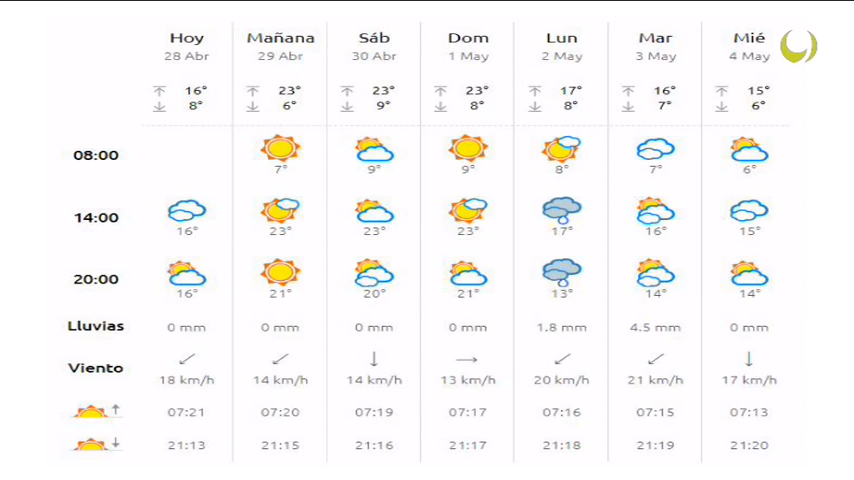 Hoy Mañana Sáb Dom Lun Mar Mié
28 Abr 29 Abr 30 Abr 1 May 2 May 3 May 4 May
16° 23° 23° 23° 17° 16° 15°
8° 6° 9° 8° 8° 7° 6°
08:00 7° 9° 9° 8° 7° 6°
14:00 16° 23° 23° 23° 17° 16° 15°
20:00 16° 21° 20° 21° 13° 14° 14°
Lluvias 0 mm 0 mm 0 mm 0 mm 1.8 mm 4.5 mm 0 mm
Viento 18 km/h 14 km/h 14 km/h 13 km/h 20 km/h 21 km/h 17 km/h
07:21 07:20 07:19 07:17 07:16 07:15 07:13
21:13 21:15 21:16 21:17 21:18 21:19 21:20